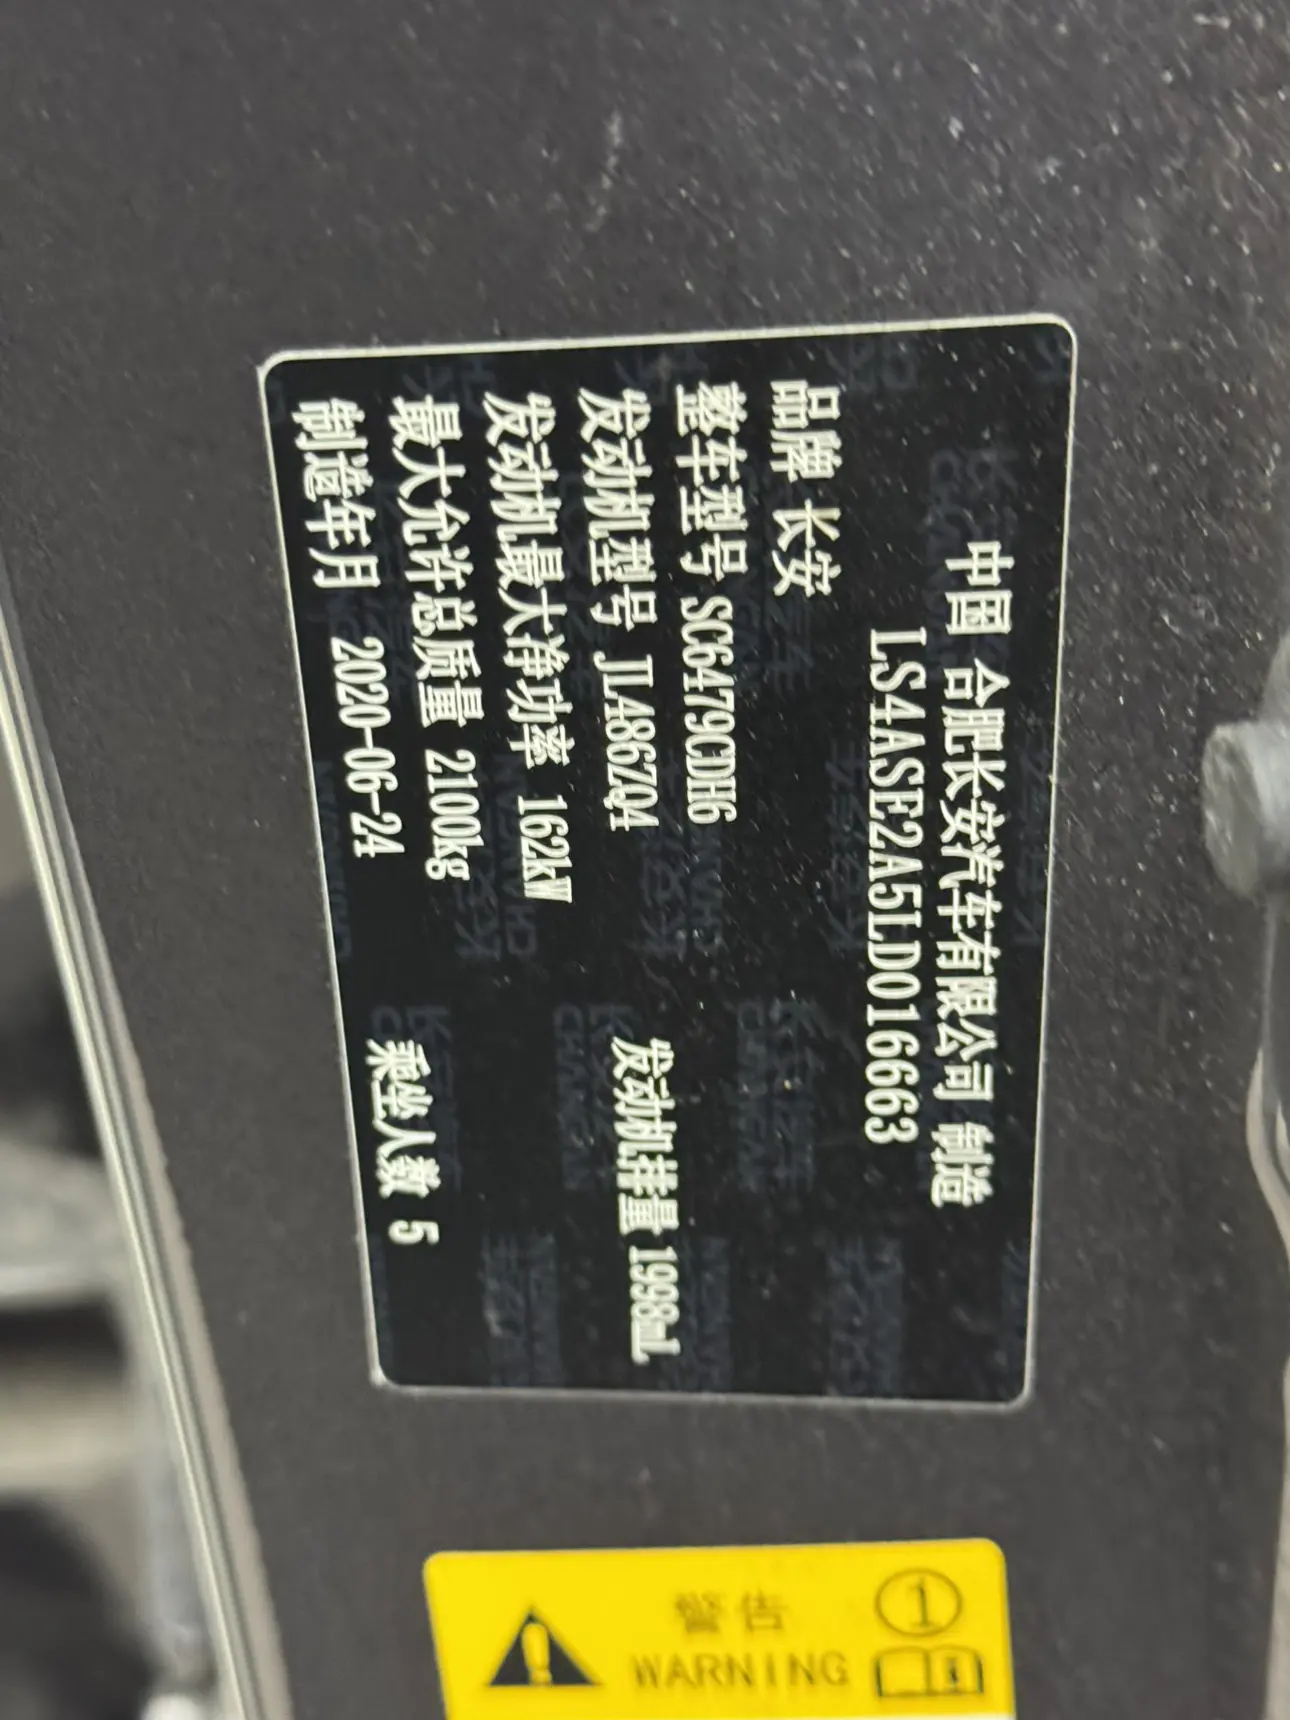 中国 合肥长安汽车有限公司 制造
LS4ASE2A5LD016663
品牌 长安
整车型号 SC6479CDH6
发动机型号 JL486ZQ4 发动机排量 1998mL
发动机最大净功率 162kW
最大允许总质量 2100kg
制造年月 2020-06-24 乘坐人数 5
警告 1
WARNING